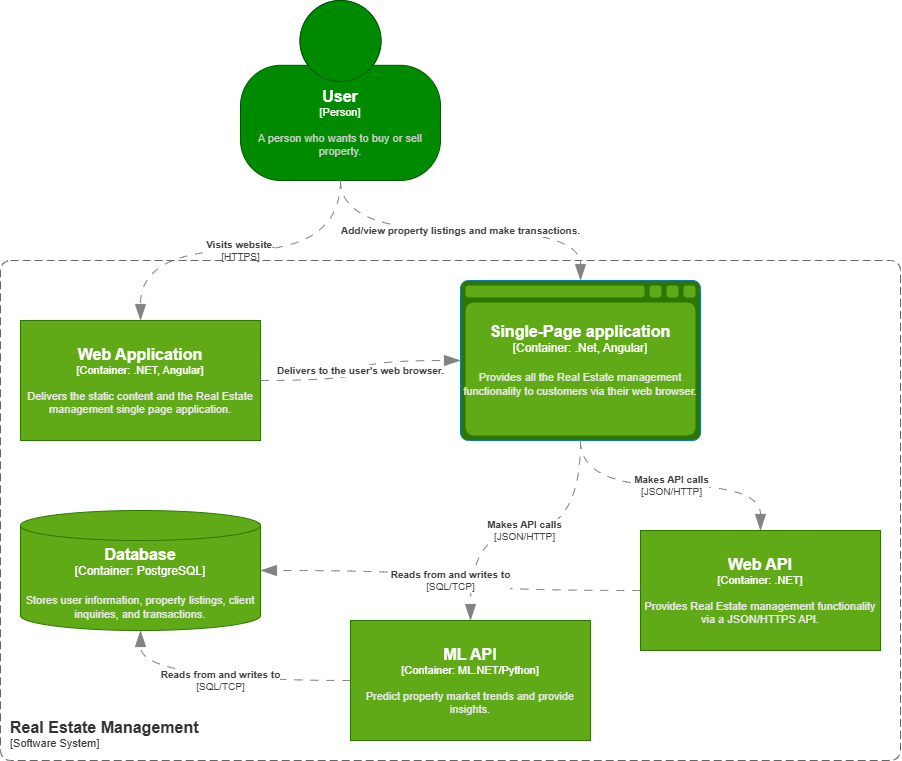 User
[Person]
A person who wants to buy or sell
property.
Add/view property listings and make transactions.
Visits website.
[HTTPS]
Web Application
[Container: .NET, Angular]
Delivers the static content and the Real Estate
management single page application.
Delivers to the user's web browser.
Single-Page application
[Container: .Net, Angular]
Provides all the Real Estate management
functionality to customers via their web browser.
Makes API calls
[JSON/HTTP]
Makes API calls
[JSON/HTTP]
Database
[Container: PostgreSQL]
Stores user information, property listings, client
inquiries, and transactions.
Reads from and writes to
[SQL/TCP]
Web API
[Container: .NET]
Provides Real Estate management functionality
via a JSON/HTTPS API.
Reads from and writes to
[SQL/TCP]
ML API
[Container: ML.NET/Python]
Predict property market trends and provide
insights.
Real Estate Management
[Software System]